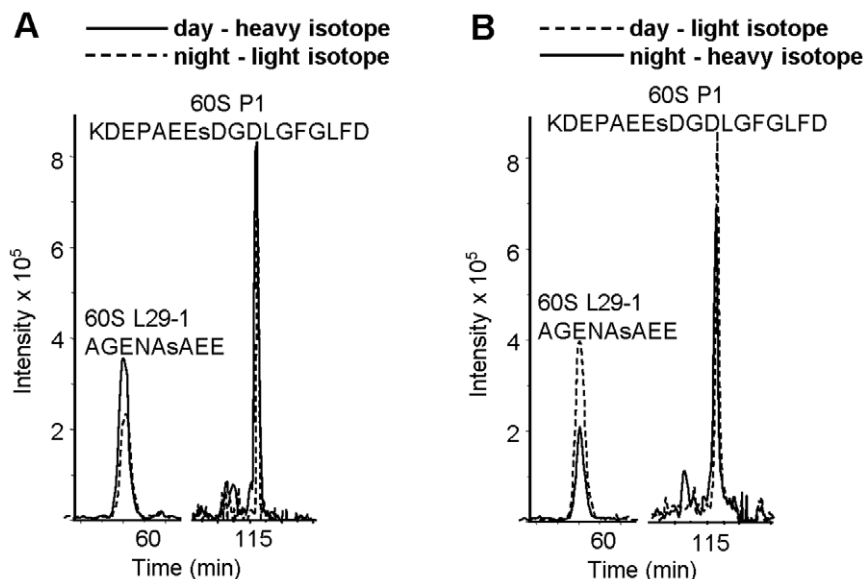 A
day - heavy isotope
night - light isotope
60S P1
KDEPAEEsDGDLGFGLFD
8
6
4
2
Intensity x 10⁵
60S L29-1
AGENAsAEE
60 115
Time (min)
B
day - light isotope
night - heavy isotope
60S P1
KDEPAEEsDGDLGFGLFD
8
6
4
2
Intensity x 10⁵
60S L29-1
AGENAsAEE
60 115
Time (min)